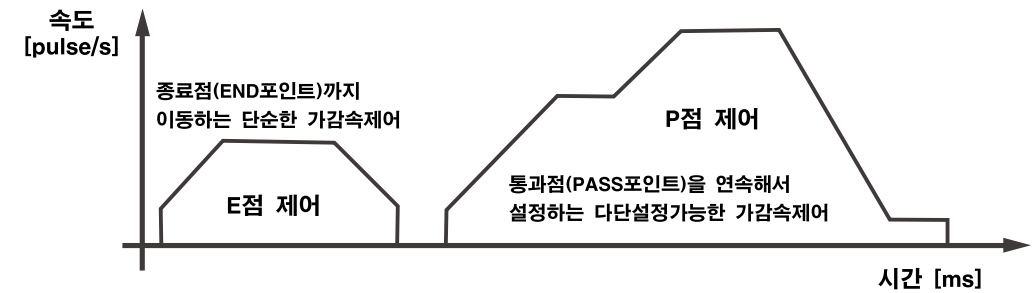 속도
[pulse/s]
종료점(END포인트)까지
이동하는 단순한 가감속제어
E점 제어
P점 제어
통과점(PASS포인트)을 연속해서
설정하는 다단설정가능한 가감속제어
시간 [ms]